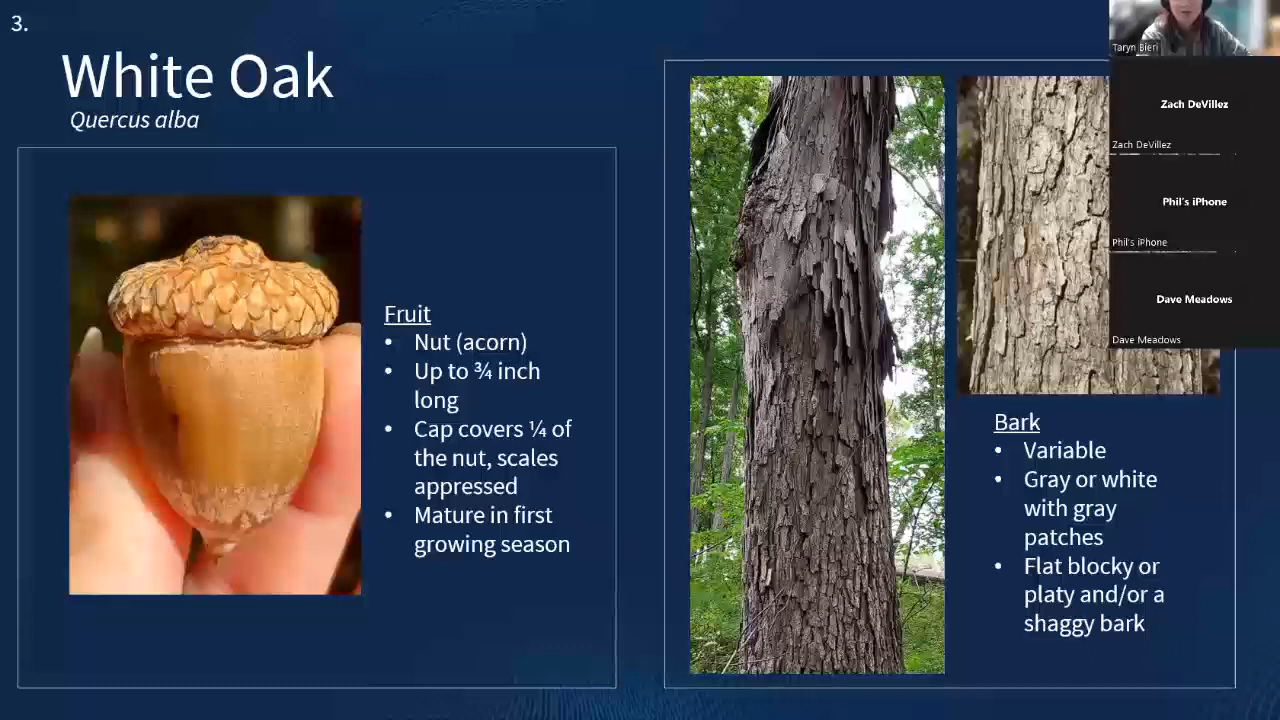 3.
White Oak
Quercus alba
Fruit
• Nut (acorn)
• Up to ¾ inch
long
• Cap covers ¼ of
the nut, scales
appressed
• Mature in first
growing season
Bark
• Variable
• Gray or white
with gray
patches
• Flat blocky or
platy and/or a
shaggy bark
Taryn Bieri
Zach DeVillez
Zach DeVillez
Phil's iPhone
Phil's iPhone
Dave Meadows
Dave Meadows